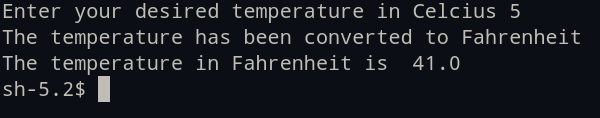 Enter your desired temperature in Celcius 5
The temperature has been converted to Fahrenheit
The temperature in Fahrenheit is  41.0
sh-5.2$